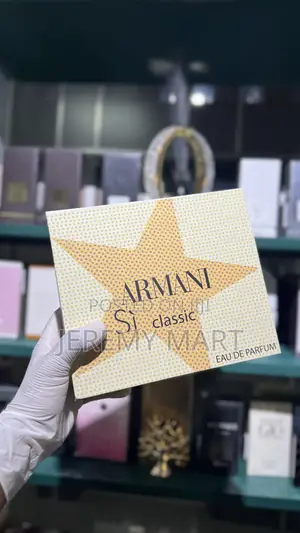 ARMANI
POSTED ON jiji
Sì classic
JEREMY MART
EAU DE PARFUM